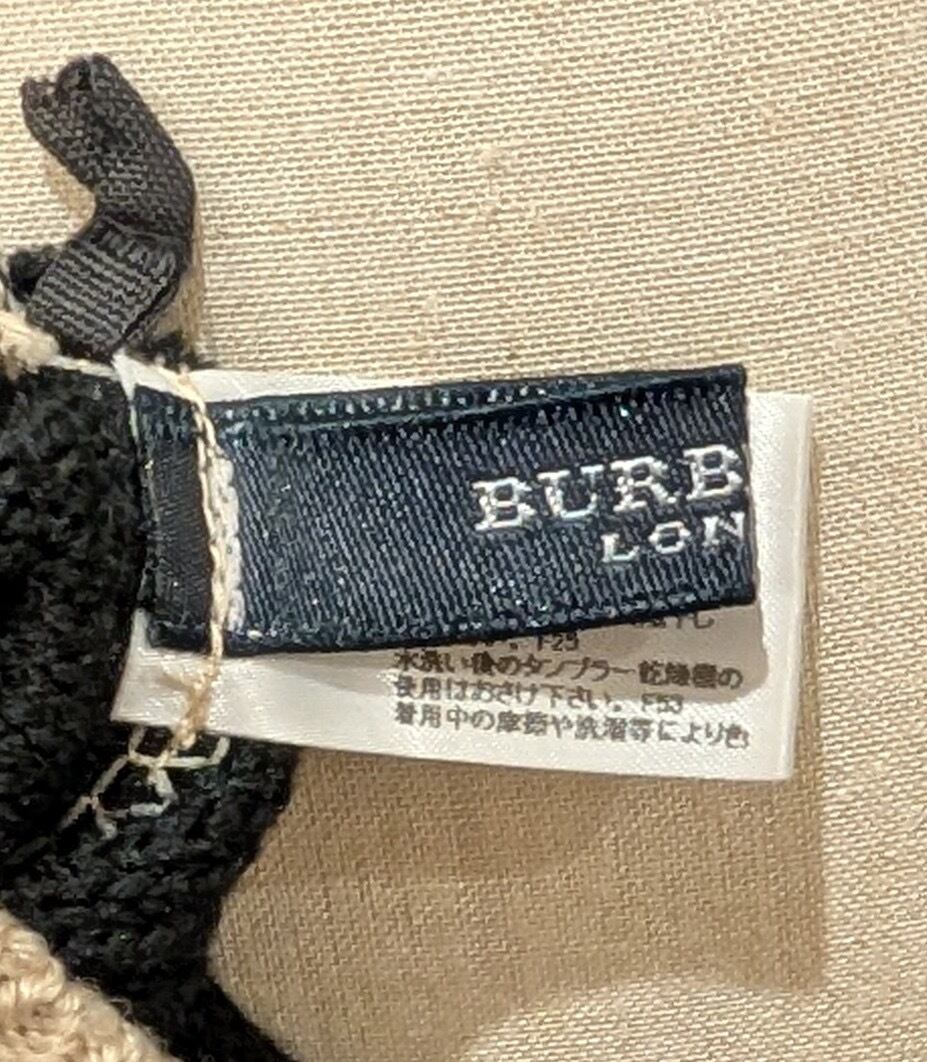 BURB
LON
F25
水洗い後のタンブラー乾燥機の
使用はおさけ下さい。F53
着用中の摩擦や洗濯等により色